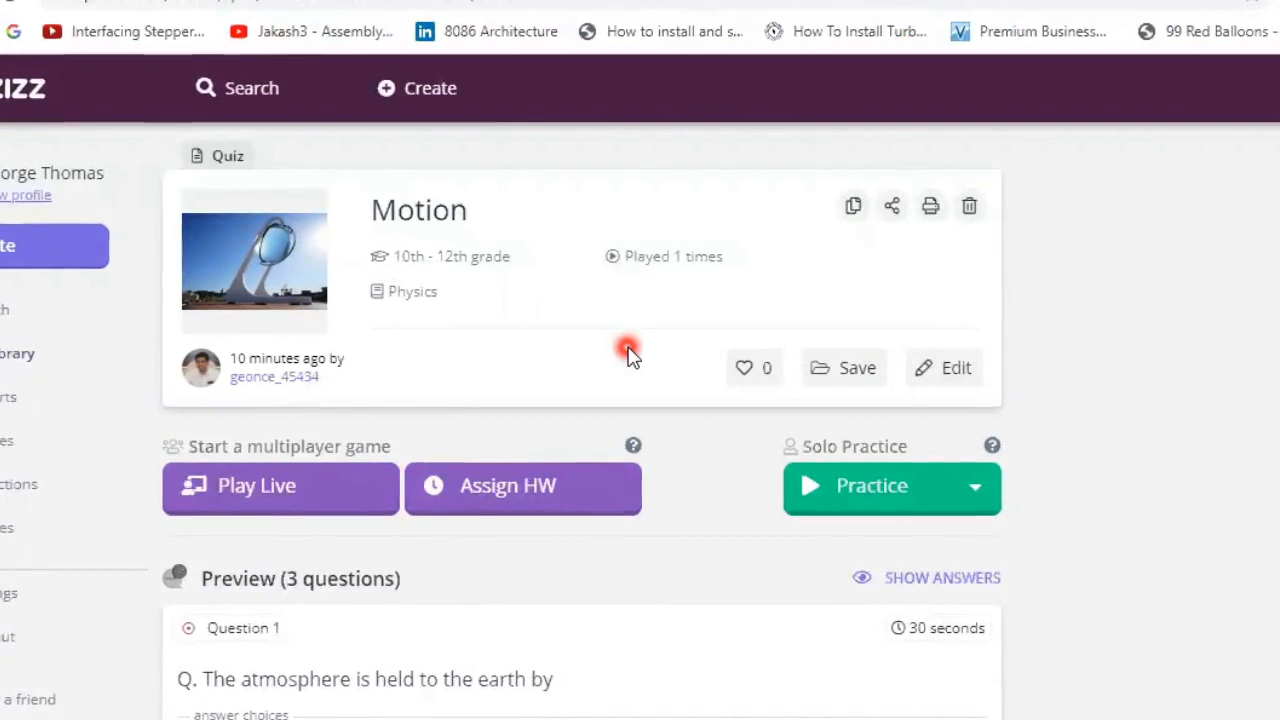 Interfacing Stepper...
Jakash3 - Assembly...
8086 Architecture
How to install and s...
How To Install Turb...
Premium Business...
99 Red Balloons -
IZZ
Search
Create
orge Thomas
w profile
te
h
brary
rts
es
ctions
es
ngs
out
a friend
Quiz
Motion
10th - 12th grade
Played 1 times
Physics
10 minutes ago by
geonce_45434
0
Save
Edit
Start a multiplayer game
Solo Practice
Play Live
Assign HW
Practice
Preview (3 questions)
SHOW ANSWERS
Question 1
30 seconds
Q. The atmosphere is held to the earth by
answer choices